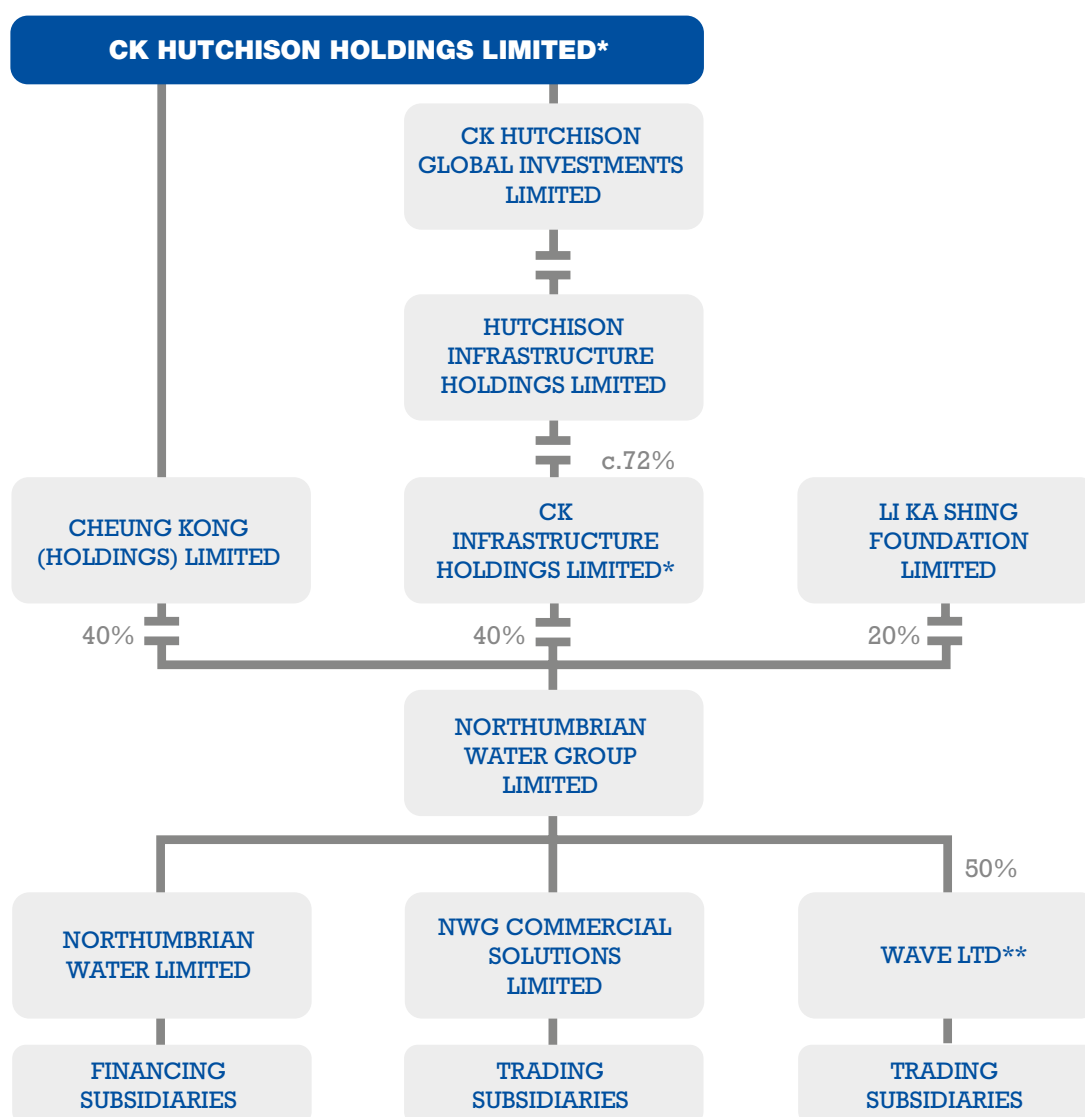 CK HUTCHISON HOLDINGS LIMITED*
CK HUTCHISON
GLOBAL INVESTMENTS
LIMITED
HUTCHISON
INFRASTRUCTURE
HOLDINGS LIMITED
c.72%
CHEUNG KONG
(HOLDINGS) LIMITED
CK
INFRASTRUCTURE
HOLDINGS LIMITED*
LI KA SHING
FOUNDATION
LIMITED
40%
40%
20%
NORTHUMBRIAN
WATER GROUP
LIMITED
50%
NORTHUMBRIAN
WATER LIMITED
NWG COMMERCIAL
SOLUTIONS
LIMITED
WAVE LTD**
FINANCING
SUBSIDIARIES
TRADING
SUBSIDIARIES
TRADING
SUBSIDIARIES